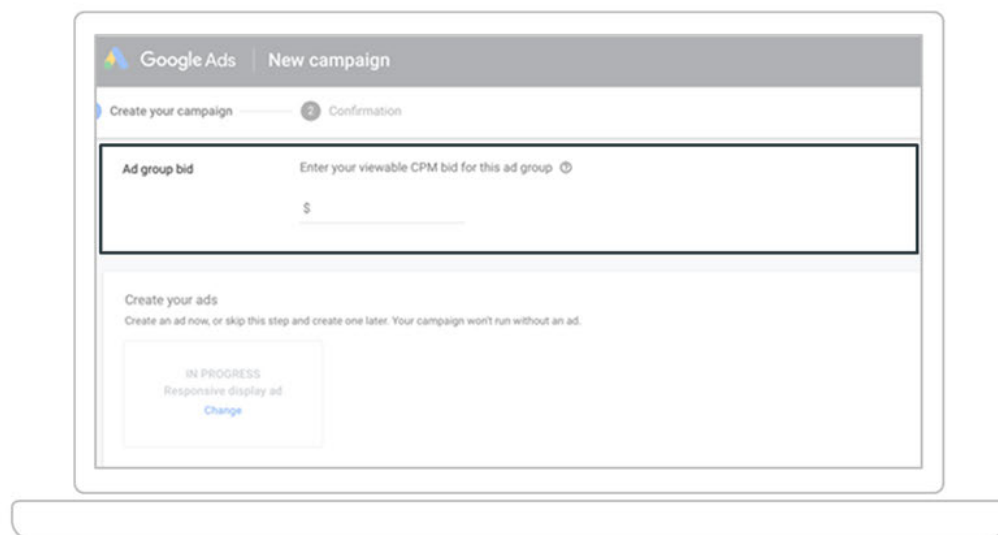 Google Ads New campaign
Create your campaign 2 Confirmation
Ad group bid Enter your viewable CPM bid for this ad group ?
$
Create your ads
Create an ad now, or skip this step and create one later. Your campaign won't run without an ad.
IN PROGRESS
Responsive display ad
Change